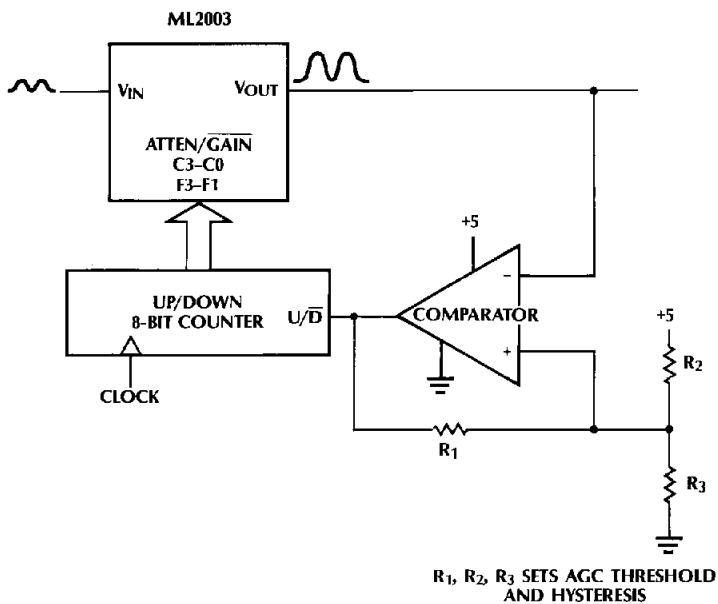 ML2003
VIN
VOUT
ATTEN/GAIN
C3–C0
F3–F1
+5
UP/DOWN
8-BIT COUNTER
U/D
COMPARATOR
−
+
+5
CLOCK
R1
R2
R3
R1, R2, R3 SETS AGC THRESHOLD
AND HYSTERESIS